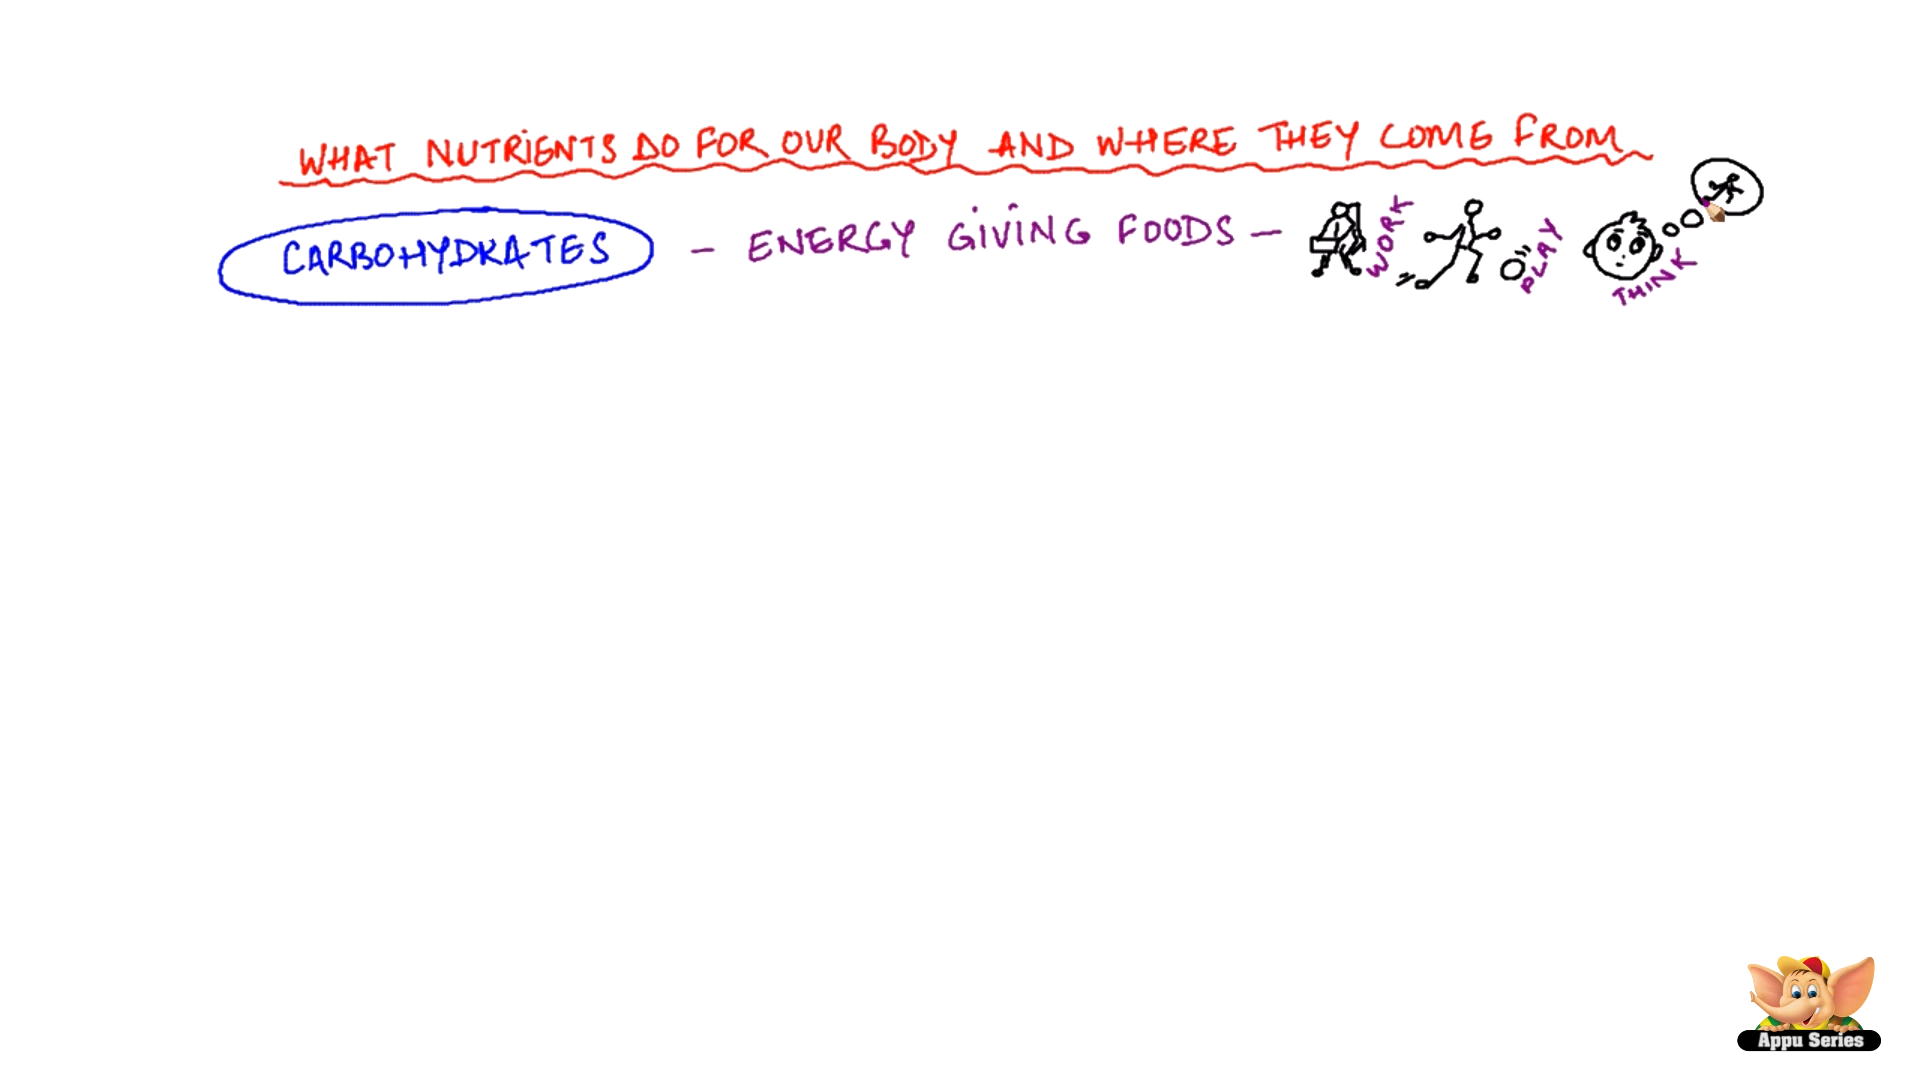 WHAT NUTRiENTS DO FOR OUR BODY AND WHERE THEY COME FROM
CARBOHYDRATES - ENERGY GiViNG FOODS - WORK PLAY THINK
Appu Series